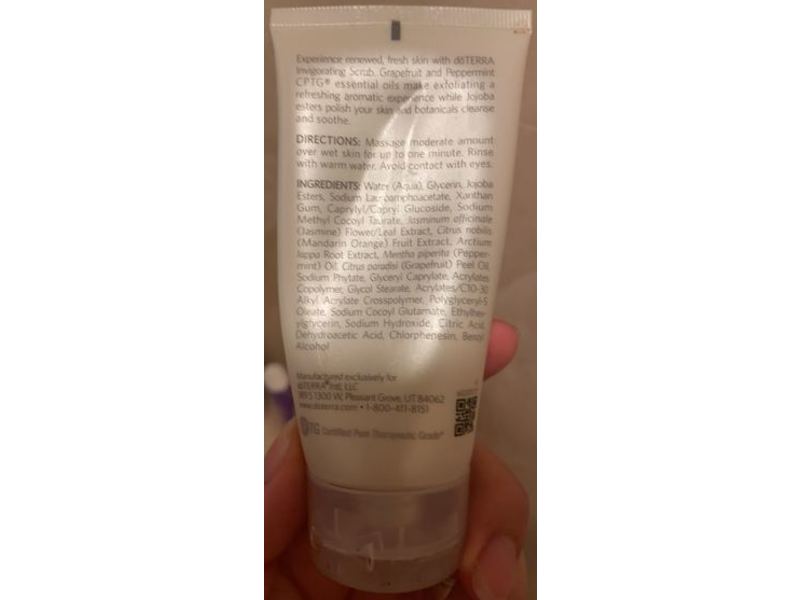 Experience renewed, fresh skin with dōTERRA
Invigorating Scrub. Grapefruit and Peppermint
CPTG® essential oils make exfoliating a
refreshing aromatic experience while Jojoba
esters polish your skin and botanicals cleanse
and soothe.
DIRECTIONS: Massage moderate amount
over wet skin for up to one minute. Rinse
with warm water. Avoid contact with eyes.
INGREDIENTS: Water (Aqua), Glycerin, Jojoba
Esters, Sodium Lauroamphoacetate, Xanthan
Gum, Caprylyl/Capryl Glucoside, Sodium
Methyl Cocoyl Taurate, Jasminum officinale
(Jasmine) Flower/Leaf Extract, Citrus nobilis
(Mandarin Orange) Fruit Extract, Arctium
lappa Root Extract, Mentha piperita (Pepper-
mint) Oil, Citrus paradisi (Grapefruit) Peel Oil,
Sodium Phytate, Glyceryl Caprylate, Acrylates
Copolymer, Glycol Stearate, Acrylates/C10-30
Alkyl Acrylate Crosspolymer, Polyglyceryl-5
Oleate, Sodium Cocoyl Glutamate, Ethylhex-
ylglycerin, Sodium Hydroxide, Citric Acid,
Dehydroacetic Acid, Chlorphenesin, Benzyl
Alcohol
Manufactured exclusively for
dōTERRA® Intl, LLC
389 S 1300 W, Pleasant Grove, UT 84062
www.doterra.com • 1-800-411-8151
Certified Pure Therapeutic Grade®